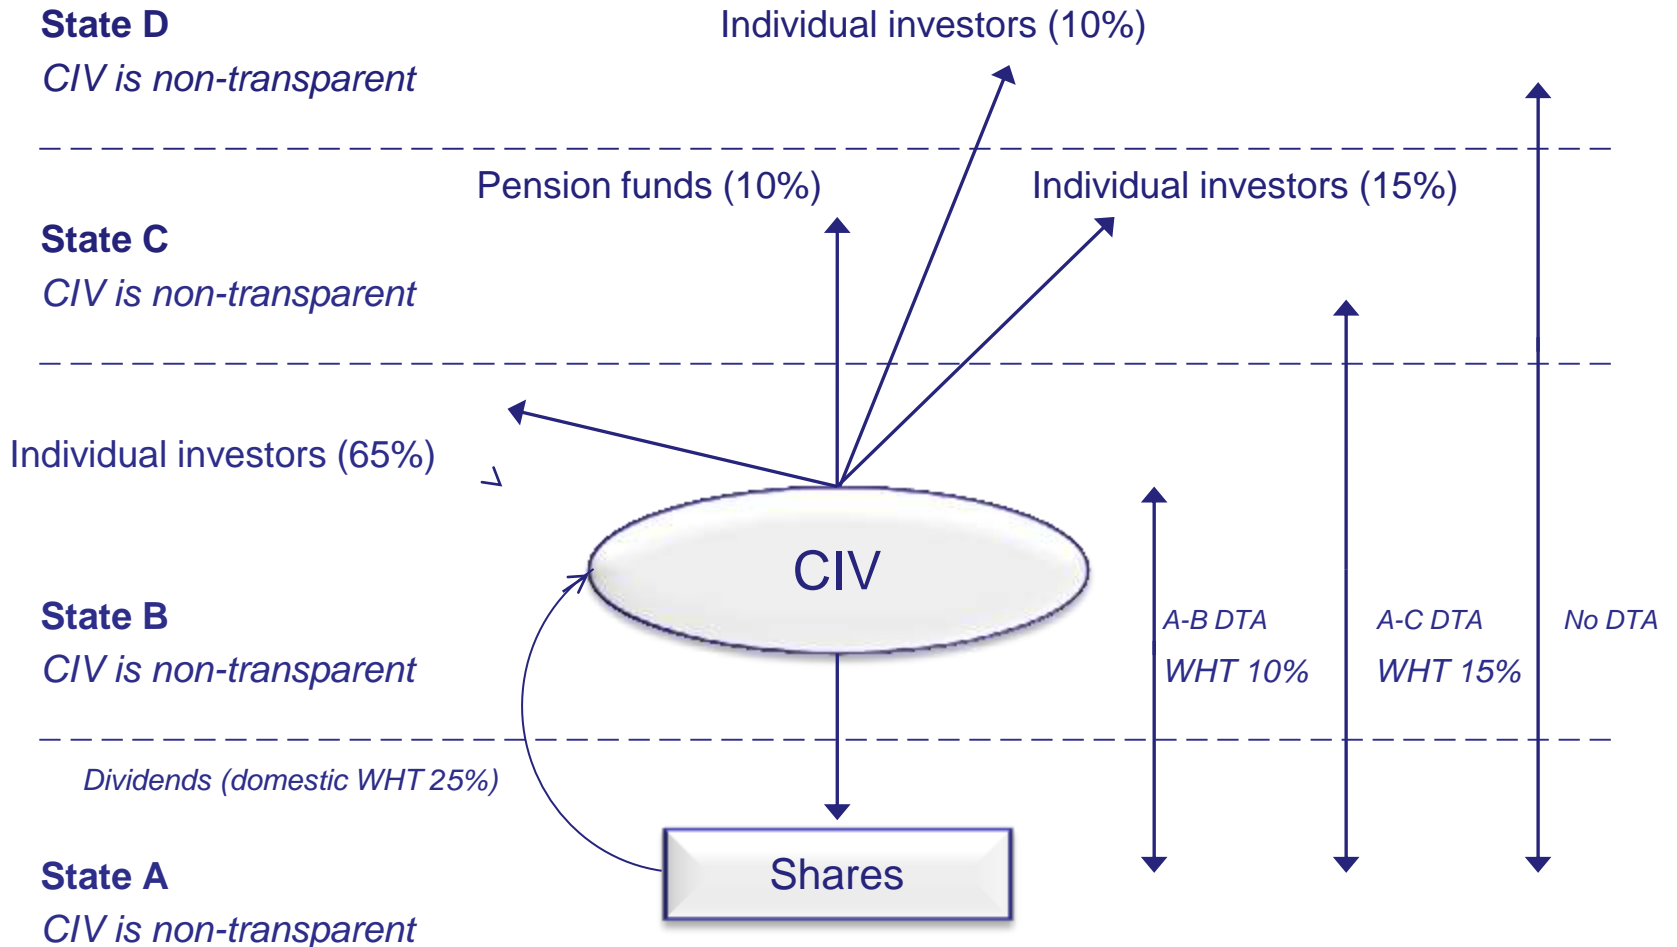 State D
Individual investors (10%)
CIV is non-transparent
Pension funds (10%)
Individual investors (15%)
State C
CIV is non-transparent
Individual investors (65%)
CIV
State B
CIV is non-transparent
A-B DTA
WHT 10%
A-C DTA
WHT 15%
No DTA
Dividends (domestic WHT 25%)
Shares
State A
CIV is non-transparent